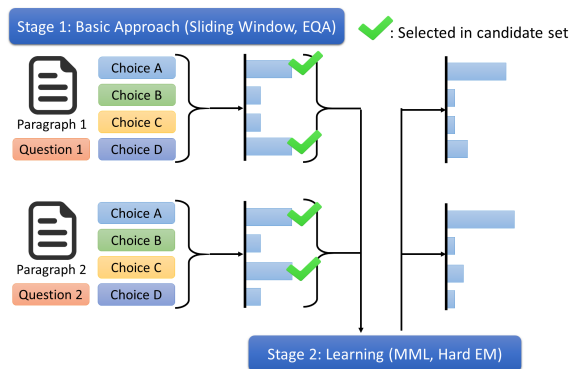 Stage 1: Basic Approach (Sliding Window, EQA)
: Selected in candidate set
Choice A
Choice B
Choice C
Paragraph 1
Question 1
Choice D
Choice A
Choice B
Choice C
Paragraph 2
Question 2
Choice D
Stage 2: Learning (MML, Hard EM)